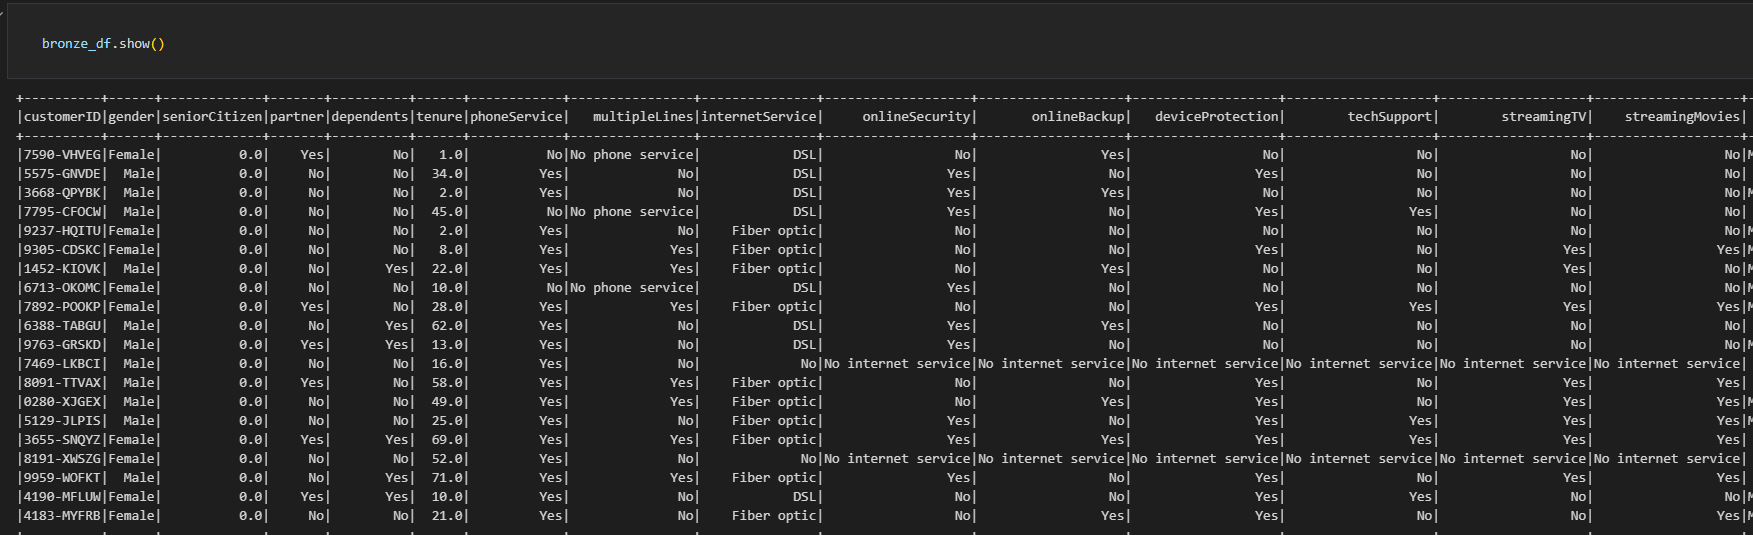 bronze_df.show()
+----------+------+-------------+-------+----------+------+------------+----------------+---------------+-------------------+-------------------+-------------------+-------------------+-------------------+-------------------+-
|customerID|gender|seniorCitizen|partner|dependents|tenure|phoneService|   multipleLines|internetService|     onlineSecurity|       onlineBackup|   deviceProtection|        techSupport|        streamingTV|    streamingMovies|
+----------+------+-------------+-------+----------+------+------------+----------------+---------------+-------------------+-------------------+-------------------+-------------------+-------------------+-------------------+-
|7590-VHVEG|Female|          0.0|    Yes|        No|   1.0|          No|No phone service|            DSL|                 No|                Yes|                 No|                 No|                 No|                 No|M
|5575-GNVDE|  Male|          0.0|     No|        No|  34.0|         Yes|              No|            DSL|                Yes|                 No|                Yes|                 No|                 No|                 No|
|3668-QPYBK|  Male|          0.0|     No|        No|   2.0|         Yes|              No|            DSL|                Yes|                Yes|                 No|                 No|                 No|                 No|M
|7795-CFOCW|  Male|          0.0|     No|        No|  45.0|          No|No phone service|            DSL|                Yes|                 No|                Yes|                Yes|                 No|                 No|
|9237-HQITU|Female|          0.0|     No|        No|   2.0|         Yes|              No|    Fiber optic|                 No|                 No|                 No|                 No|                 No|                 No|M
|9305-CDSKC|Female|          0.0|     No|        No|   8.0|         Yes|             Yes|    Fiber optic|                 No|                 No|                Yes|                 No|                Yes|                Yes|M
|1452-KIOVK|  Male|          0.0|     No|       Yes|  22.0|         Yes|             Yes|    Fiber optic|                 No|                Yes|                 No|                 No|                Yes|                 No|M
|6713-OKOMC|Female|          0.0|     No|        No|  10.0|          No|No phone service|            DSL|                Yes|                 No|                 No|                 No|                 No|                 No|M
|7892-POOKP|Female|          0.0|    Yes|        No|  28.0|         Yes|             Yes|    Fiber optic|                 No|                 No|                Yes|                Yes|                Yes|                Yes|M
|6388-TABGU|  Male|          0.0|     No|       Yes|  62.0|         Yes|              No|            DSL|                Yes|                Yes|                 No|                 No|                 No|                 No|
|9763-GRSKD|  Male|          0.0|    Yes|       Yes|  13.0|         Yes|              No|            DSL|                Yes|                 No|                 No|                 No|                 No|                 No|M
|7469-LKBCI|  Male|          0.0|     No|        No|  16.0|         Yes|              No|             No|No internet service|No internet service|No internet service|No internet service|No internet service|No internet service|
|8091-TTVAX|  Male|          0.0|    Yes|        No|  58.0|         Yes|             Yes|    Fiber optic|                 No|                 No|                Yes|                 No|                Yes|                Yes|
|0280-XJGEX|  Male|          0.0|     No|        No|  49.0|         Yes|             Yes|    Fiber optic|                 No|                Yes|                Yes|                 No|                Yes|                Yes|M
|5129-JLPIS|  Male|          0.0|     No|        No|  25.0|         Yes|              No|    Fiber optic|                Yes|                 No|                Yes|                Yes|                Yes|                Yes|M
|3655-SNQYZ|Female|          0.0|    Yes|       Yes|  69.0|         Yes|             Yes|    Fiber optic|                Yes|                Yes|                Yes|                Yes|                Yes|                Yes|
|8191-XWSZG|Female|          0.0|     No|        No|  52.0|         Yes|              No|             No|No internet service|No internet service|No internet service|No internet service|No internet service|No internet service|
|9959-WOFKT|  Male|          0.0|     No|       Yes|  71.0|         Yes|             Yes|    Fiber optic|                Yes|                 No|                Yes|                 No|                Yes|                Yes|
|4190-MFLUW|Female|          0.0|    Yes|       Yes|  10.0|         Yes|              No|            DSL|                 No|                 No|                Yes|                Yes|                 No|                 No|M
|4183-MYFRB|Female|          0.0|     No|        No|  21.0|         Yes|              No|    Fiber optic|                 No|                Yes|                Yes|                 No|                 No|                Yes|M